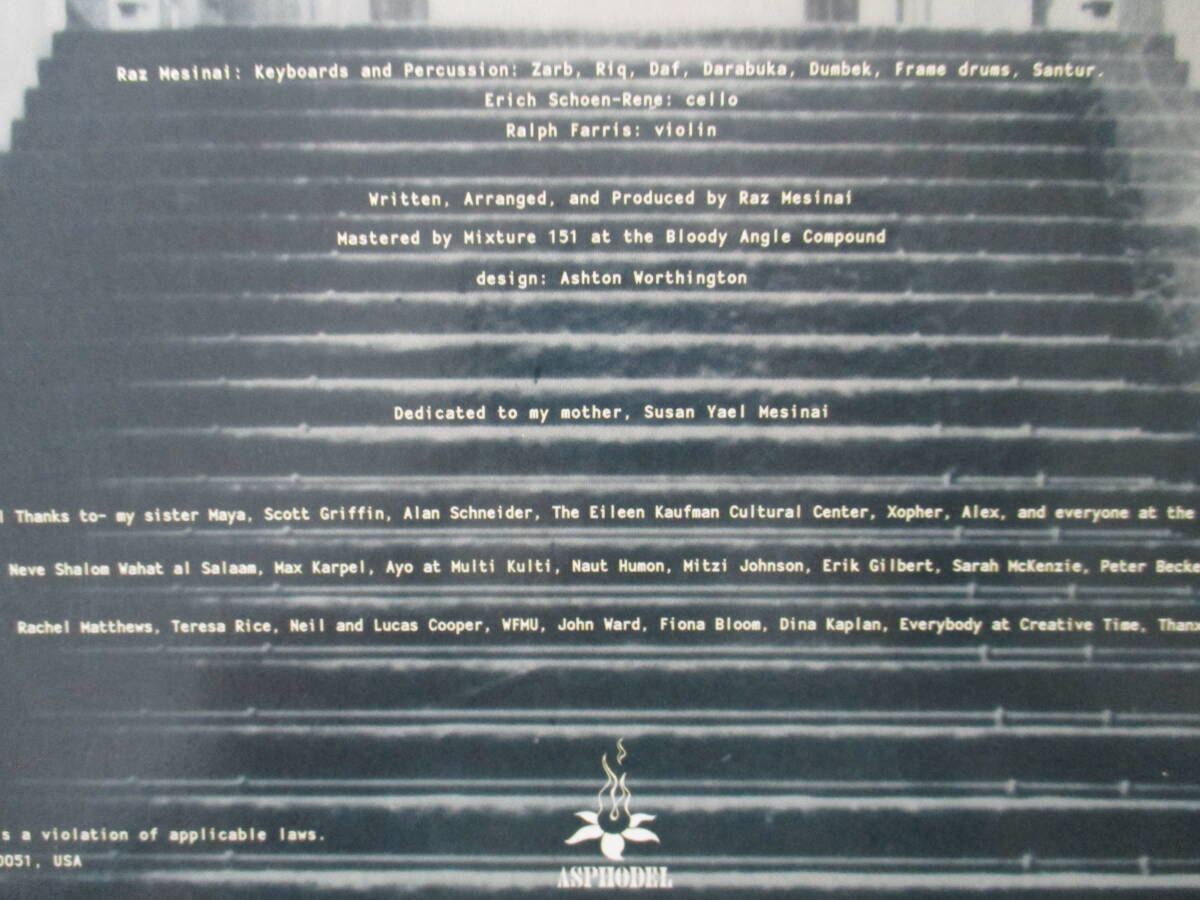 Raz Mesinai: Keyboards and Percussion: Zarb, Riq, Daf, Darabuka, Dumbek, Frame drums, Santur.
Erich Schoen-Rene: cello
Ralph Farris: violin
Written, Arranged, and Produced by Raz Mesinai
Mastered by Mixture 151 at the Bloody Angle Compound
design: Ashton Worthington
Dedicated to my mother, Susan Yael Mesinai
l Thanks to- my sister Maya, Scott Griffin, Alan Schneider, The Eileen Kaufman Cultural Center, Xopher, Alex, and everyone at the
Neve Shalom Wahat al Salaam, Max Karpel, Ayo at Multi Kulti, Naut Humon, Mitzi Johnson, Erik Gilbert, Sarah McKenzie, Peter Becke
Rachel Matthews, Teresa Rice, Neil and Lucas Cooper, WFMU, John Ward, Fiona Bloom, Dina Kaplan, Everybody at Creative Time, Thanx
s a violation of applicable laws.
0051, USA
ASPHODEL